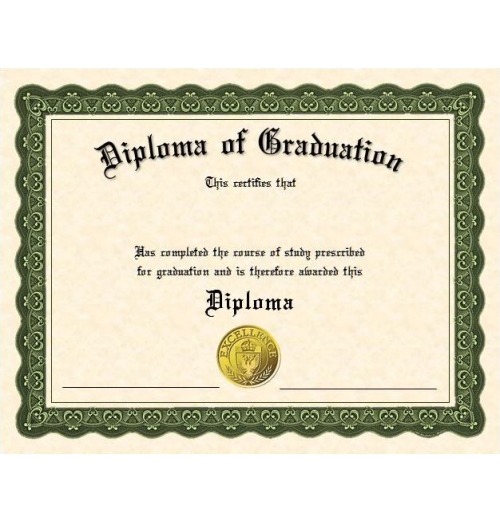 Diploma of Graduation
This certifies that
Has completed the course of study prescribed
for graduation and is therefore awarded this
Diploma
EXCELLENCE